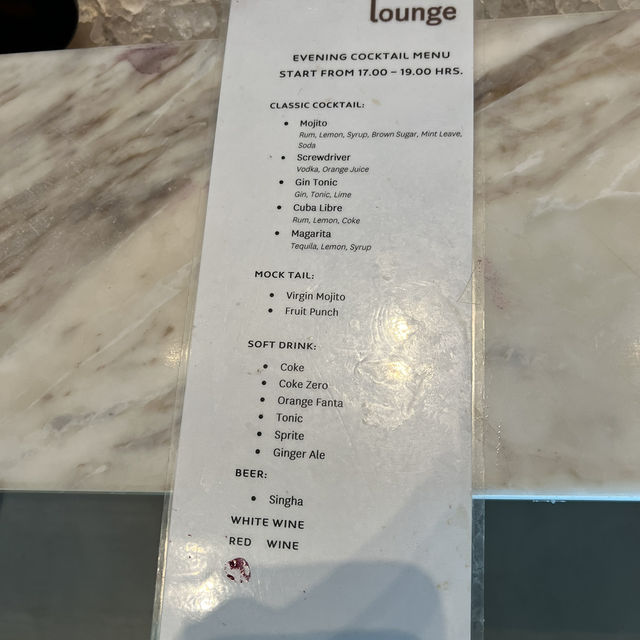 lounge
EVENING COCKTAIL MENU
START FROM 17.00 – 19.00 HRS.
CLASSIC COCKTAIL:
• Mojito
Rum, Lemon, Syrup, Brown Sugar, Mint Leave,
Soda
• Screwdriver
Vodka, Orange Juice
• Gin Tonic
Gin, Tonic, Lime
• Cuba Libre
Rum, Lemon, Coke
• Magarita
Tequila, Lemon, Syrup
MOCK TAIL:
• Virgin Mojito
• Fruit Punch
SOFT DRINK:
• Coke
• Coke Zero
• Orange Fanta
• Tonic
• Sprite
• Ginger Ale
BEER:
• Singha
WHITE WINE
RED WINE